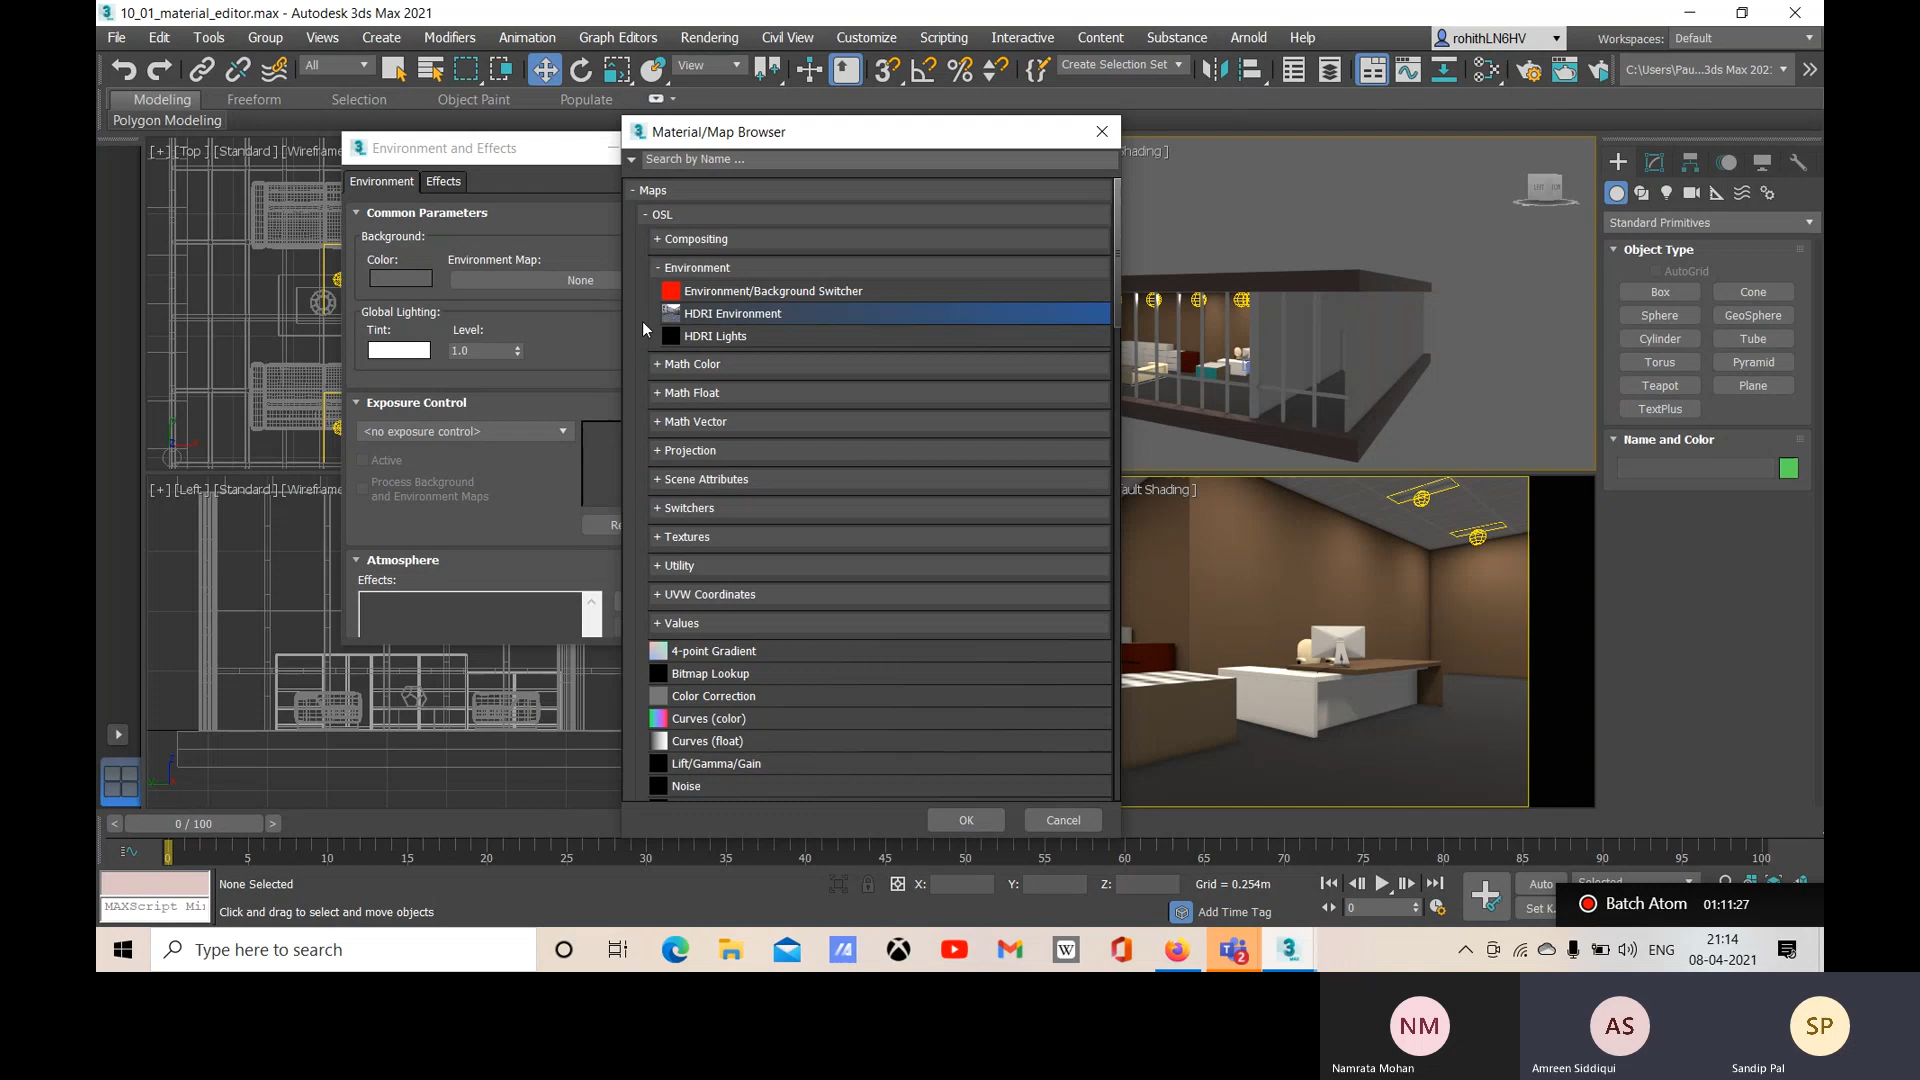 10_01_material_editor.max - Autodesk 3ds Max 2021
File Edit Tools Group Views Create Modifiers Animation Graph Editors Rendering Civil View Customize Scripting Interactive Content Substance Arnold Help
rohithLN6HV
Workspaces: Default
All
View
Create Selection Set
C:\Users\Pau...3ds Max 202:
Modeling Freeform Selection Object Paint Populate
Polygon Modeling
[+] [Top ] [Standard ] [Wireframe
Environment and Effects
Environment Effects
Common Parameters
Background:
Color:
Environment Map:
None
Global Lighting:
Tint:
Level:
1.0
Exposure Control
<no exposure control>
Active
Process Background
and Environment Maps
Re
Atmosphere
Effects:
[+] [Left ] [Standard ] [Wireframe
Material/Map Browser
Search by Name ...
- Maps
- OSL
+ Compositing
- Environment
Environment/Background Switcher
HDRI Environment
HDRI Lights
+ Math Color
+ Math Float
+ Math Vector
+ Projection
+ Scene Attributes
+ Switchers
+ Textures
+ Utility
+ UVW Coordinates
+ Values
4-point Gradient
Bitmap Lookup
Color Correction
Curves (color)
Curves (float)
Lift/Gamma/Gain
Noise
OK
Cancel
hading ]
ault Shading ]
Standard Primitives
Object Type
AutoGrid
Box Cone
Sphere GeoSphere
Cylinder Tube
Torus Pyramid
Teapot Plane
TextPlus
Name and Color
< 0 / 100 >
0 5 10 15 20 25 30 35 40 45 50 55 60 65 70 75 80 85 90 95 100
None Selected
X: Y: Z: Grid = 0.254m
Auto
Selected
MAXScript Mi
Click and drag to select and move objects
Add Time Tag
0
Set K
Batch Atom 01:11:27
Type here to search
2
ENG
21:14
08-04-2021
NM
AS
SP
Namrata Mohan
Amreen Siddiqui
Sandip Pal